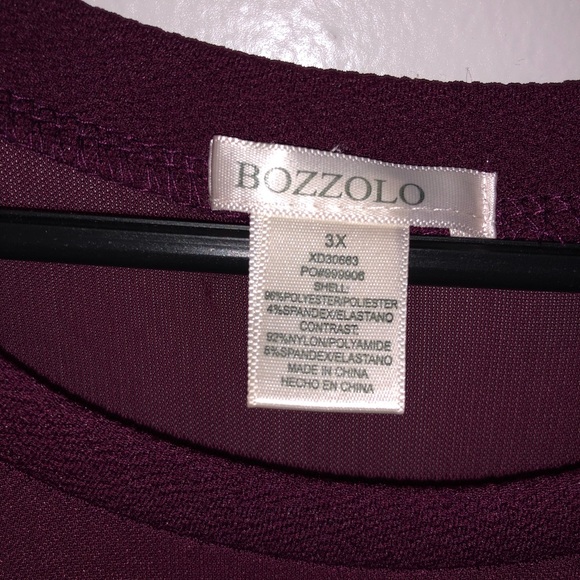 BOZZOLO
3X
XD30663
PO#999906
SHELL:
96%POLYESTER/POLIESTER
4%SPANDEX/ELASTANO
CONTRAST:
92%NYLON/POLYAMIDE
8%SPANDEX/ELASTANO
MADE IN CHINA
HECHO EN CHINA